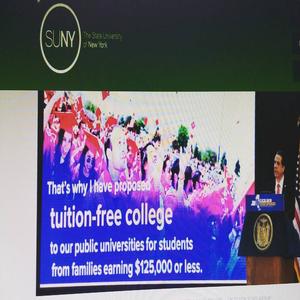 SUNY
The State University
of New York
That's why I have proposed
tuition-free college
to our public universities for students
from families earning $125,000 or less.